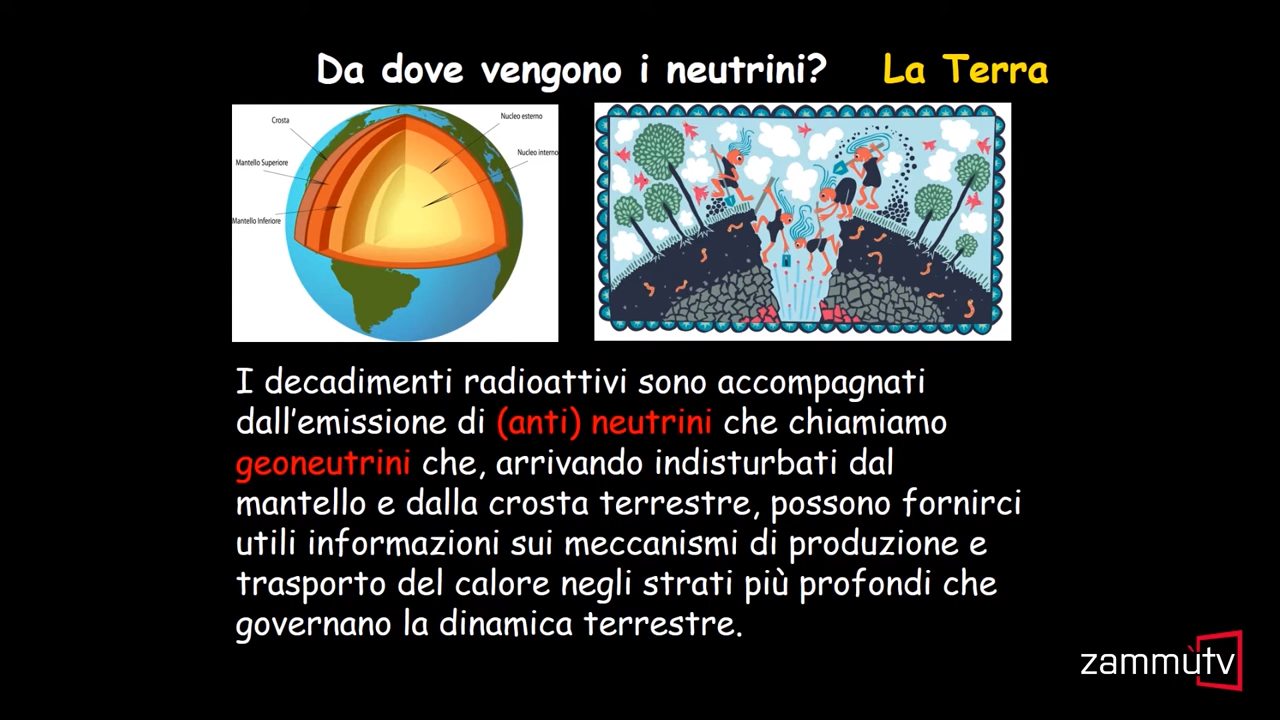 Da dove vengono i neutrini? La Terra
Crosta
Mantello Superiore
Mantello Inferiore
Nucleo esterno
Nucleo interno
I decadimenti radioattivi sono accompagnati
dall'emissione di (anti) neutrini che chiamiamo
geoneutrini che, arrivando indisturbati dal
mantello e dalla crosta terrestre, possono fornirci
utili informazioni sui meccanismi di produzione e
trasporto del calore negli strati più profondi che
governano la dinamica terrestre.
zammùtv